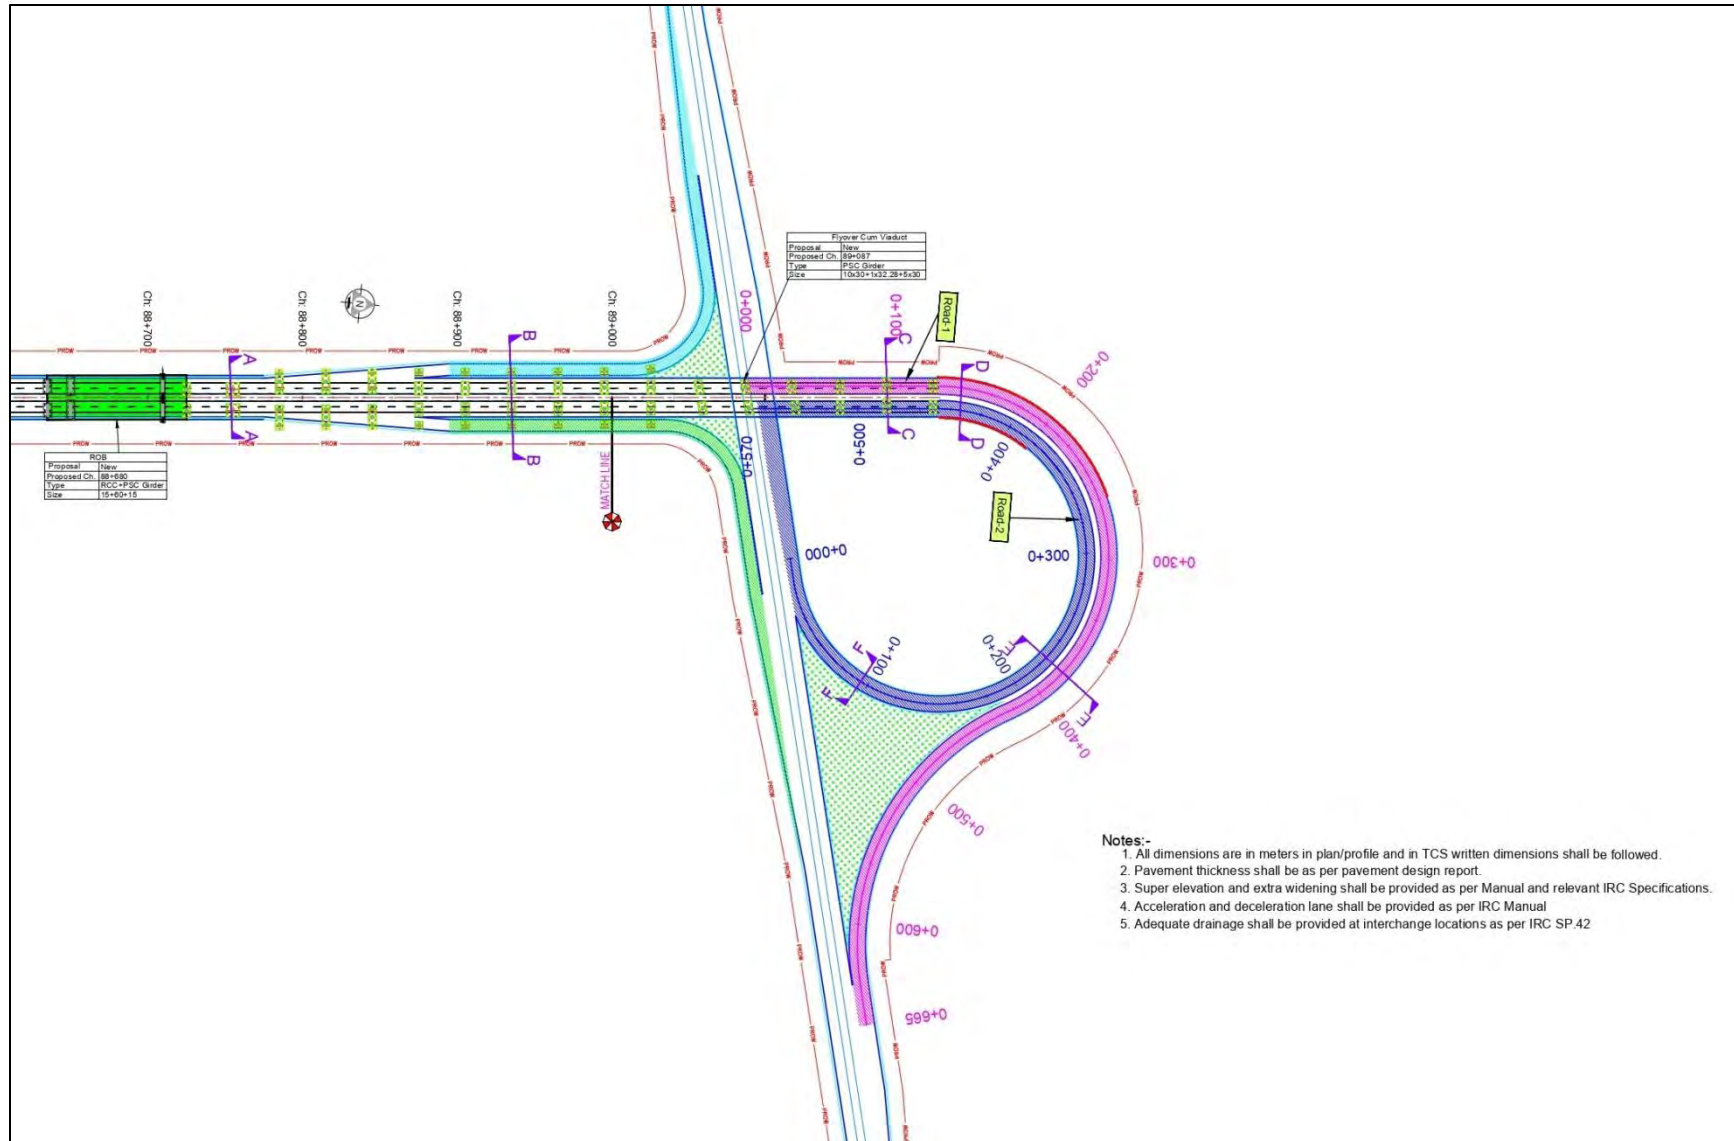 Flyover Cum Viaduct
Proposal New
Proposed Ch. 89+087
Type PSC Girder
Size 10x30+1x32.28+5x30
Ch: 88+700
Ch: 88+800
Ch: 88+900
Ch: 89+000
N
0+000
0+100
Road-1
0+200
A
A
B
B
C
C
D
D
ROB
Proposal New
Proposed Ch. 88+680
Type RCC+PSC Girder
Size 15+60+15
MATCH LINE
0+570
0+500
0+400
Road-2
0+000
0+300
0+300
F
F
0+100
0+200
E
E
0+400
0+500
0+600
0+665
PROW
Notes:-
1. All dimensions are in meters in plan/profile and in TCS written dimensions shall be followed.
2. Pavement thickness shall be as per pavement design report.
3. Super elevation and extra widening shall be provided as per Manual and relevant IRC Specifications.
4. Acceleration and deceleration lane shall be provided as per IRC Manual
5. Adequate drainage shall be provided at interchange locations as per IRC SP.42